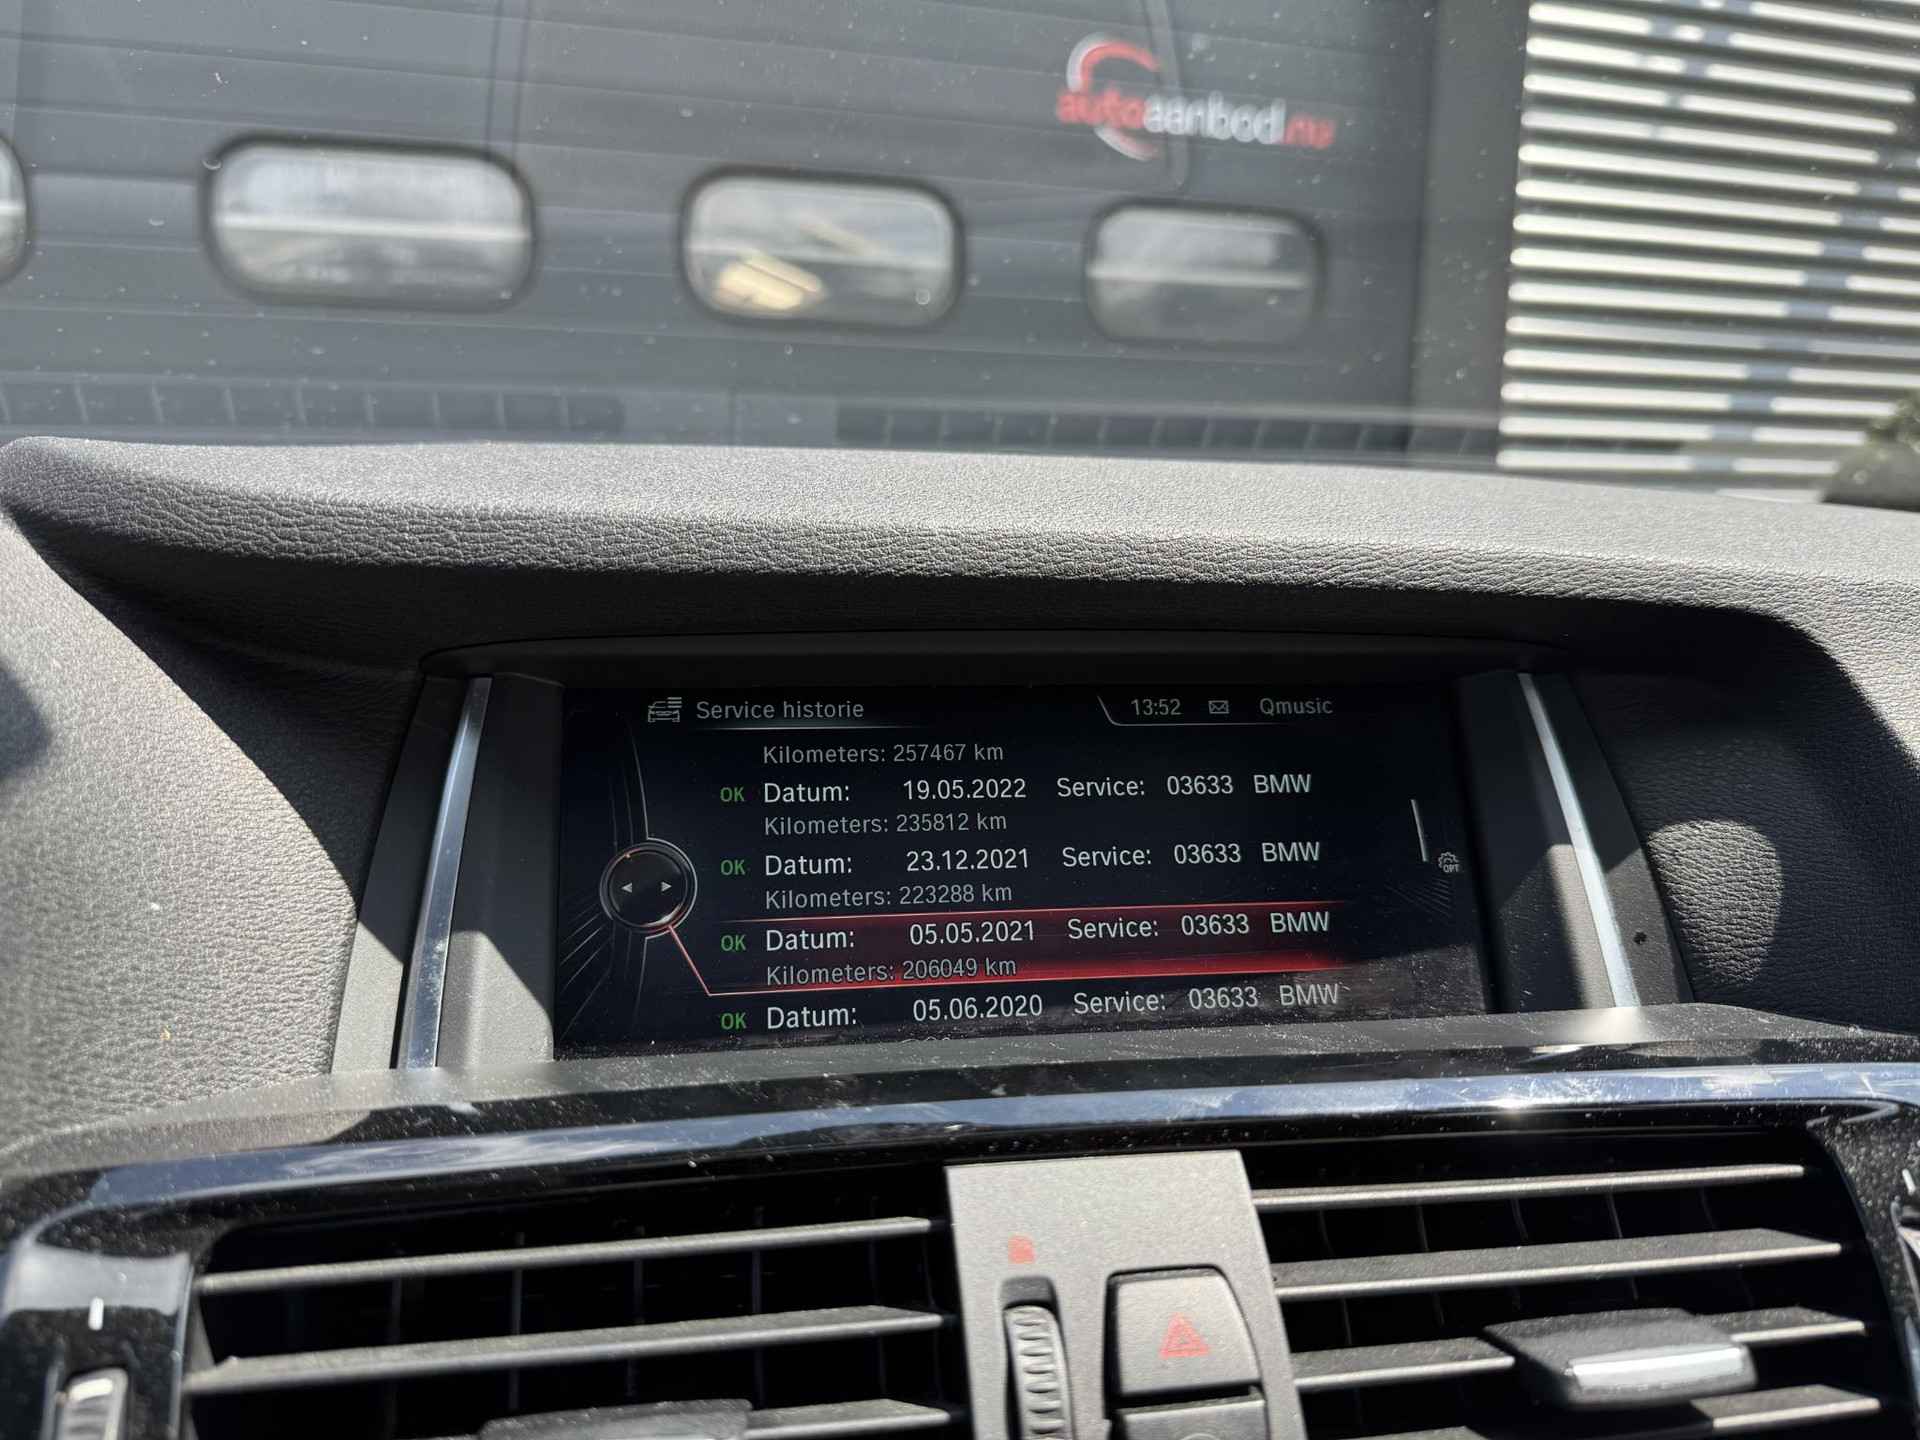 autoaanbod.nu
Service historie
13:52 Qmusic
Kilometers: 257467 km
OK Datum: 19.05.2022 Service: 03633 BMW
Kilometers: 235812 km
OK Datum: 23.12.2021 Service: 03633 BMW
Kilometers: 223288 km
OK Datum: 05.05.2021 Service: 03633 BMW
Kilometers: 206049 km
OK Datum: 05.06.2020 Service: 03633 BMW
OPT